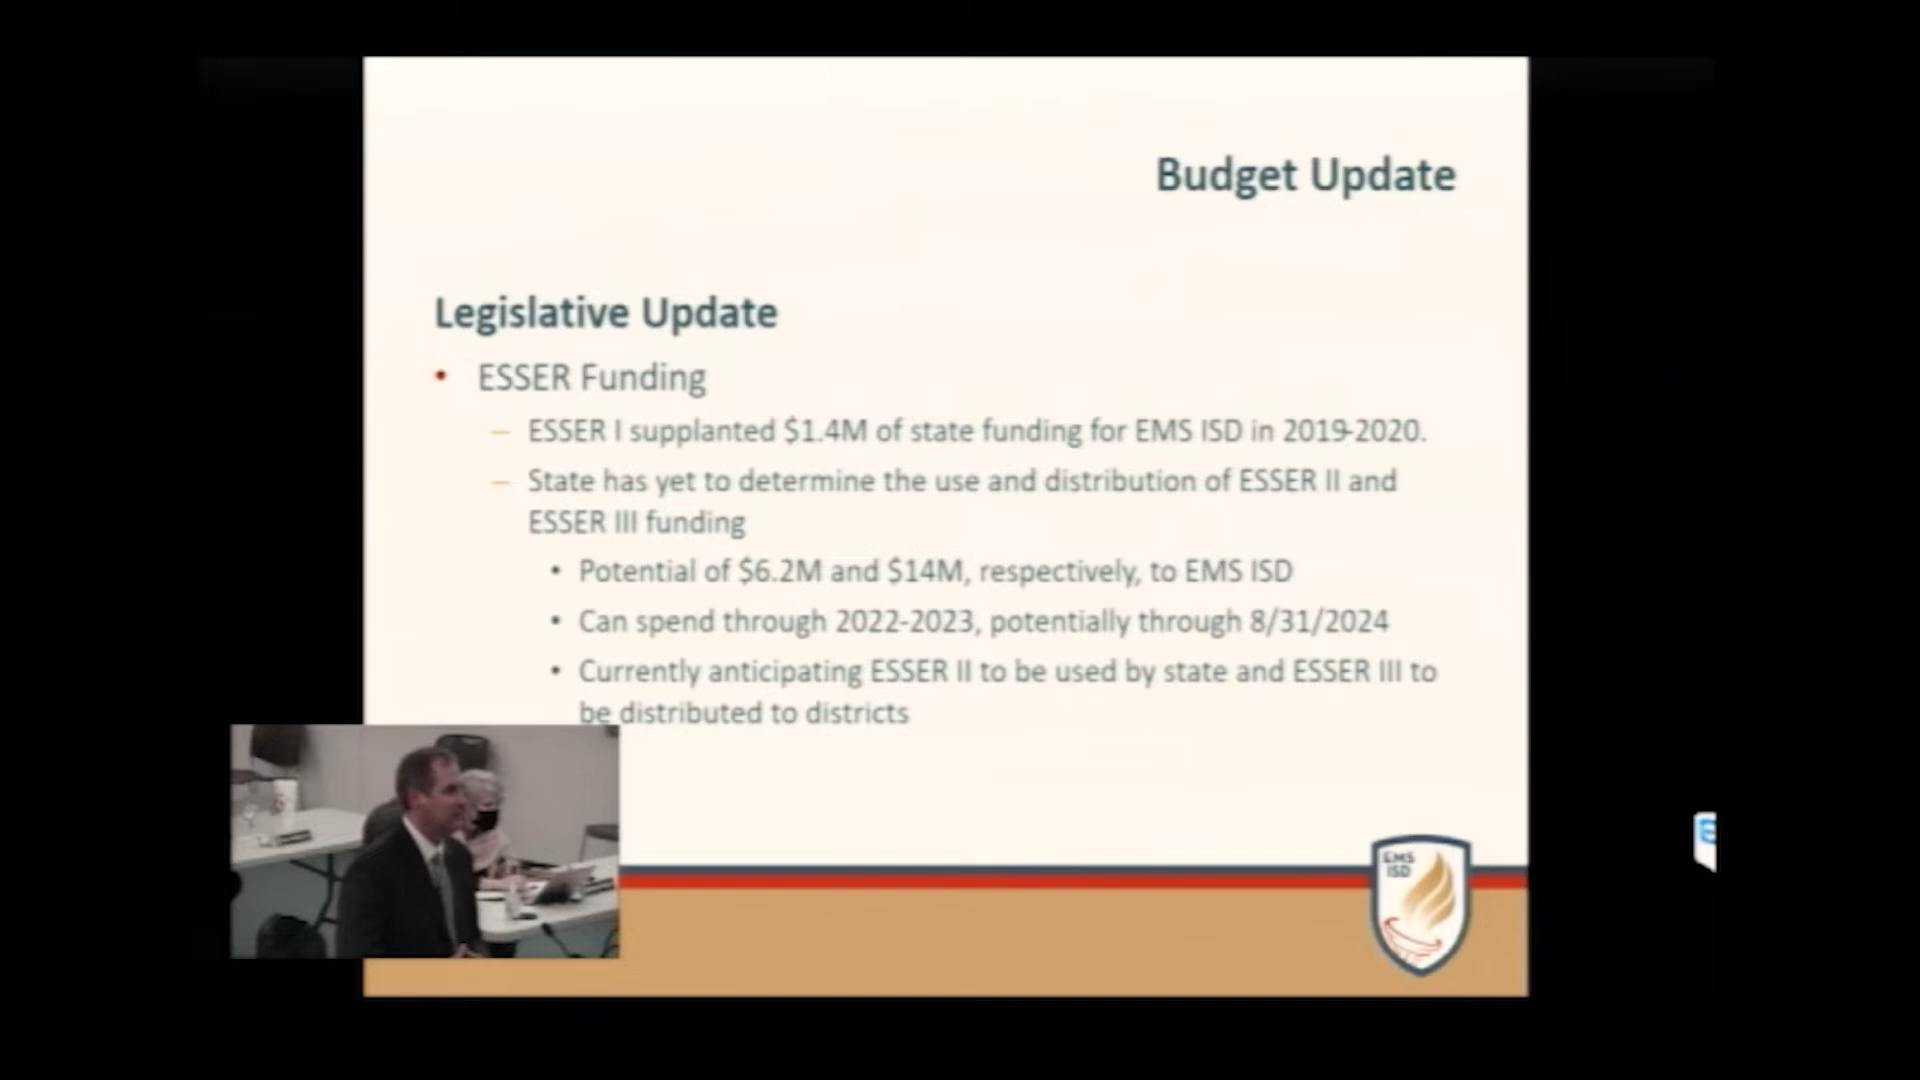 Budget Update
Legislative Update
• ESSER Funding
– ESSER I supplanted $1.4M of state funding for EMS ISD in 2019-2020.
– State has yet to determine the use and distribution of ESSER II and
ESSER III funding
• Potential of $6.2M and $14M, respectively, to EMS ISD
• Can spend through 2022-2023, potentially through 8/31/2024
• Currently anticipating ESSER II to be used by state and ESSER III to
be distributed to districts
EMS
ISD